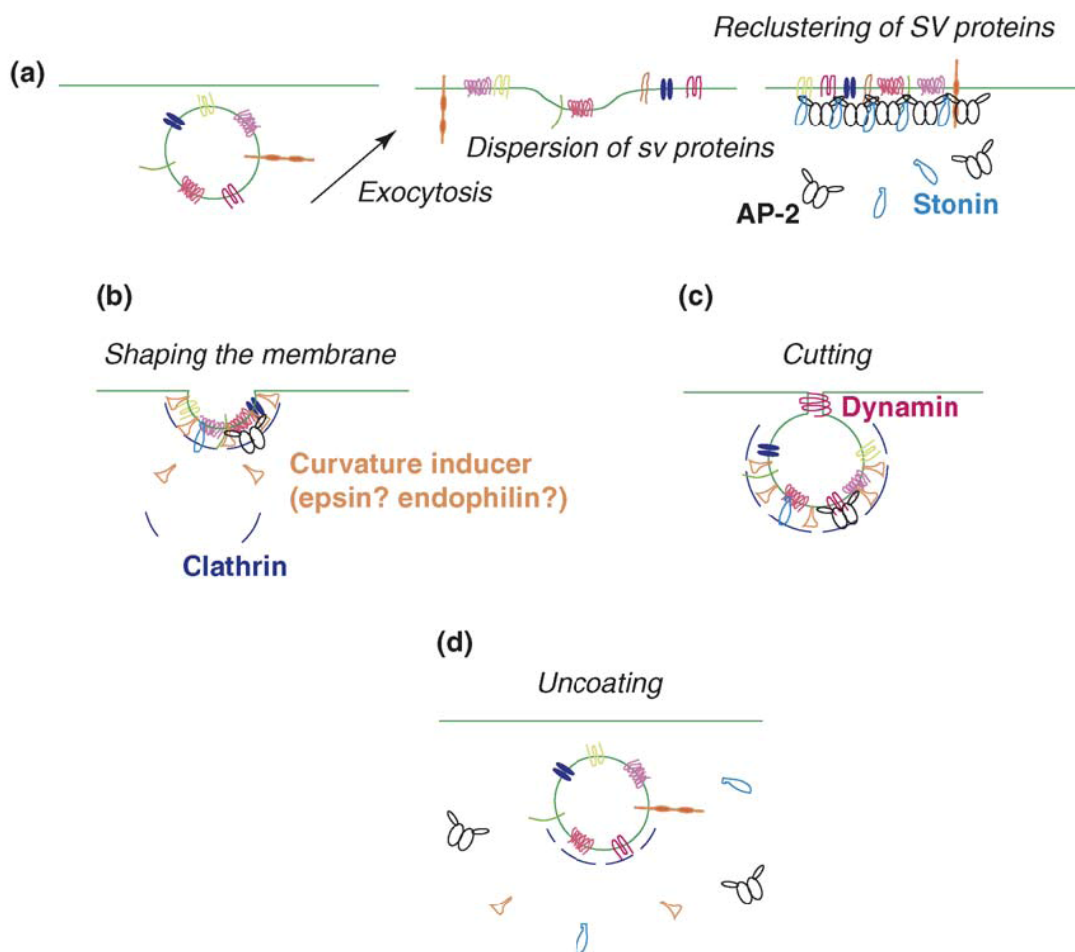 Reclustering of SV proteins
(a)
Dispersion of sv proteins
Exocytosis
AP-2
Stonin
(b)
Shaping the membrane
Curvature inducer
(epsin? endophilin?)
Clathrin
(c)
Cutting
Dynamin
(d)
Uncoating